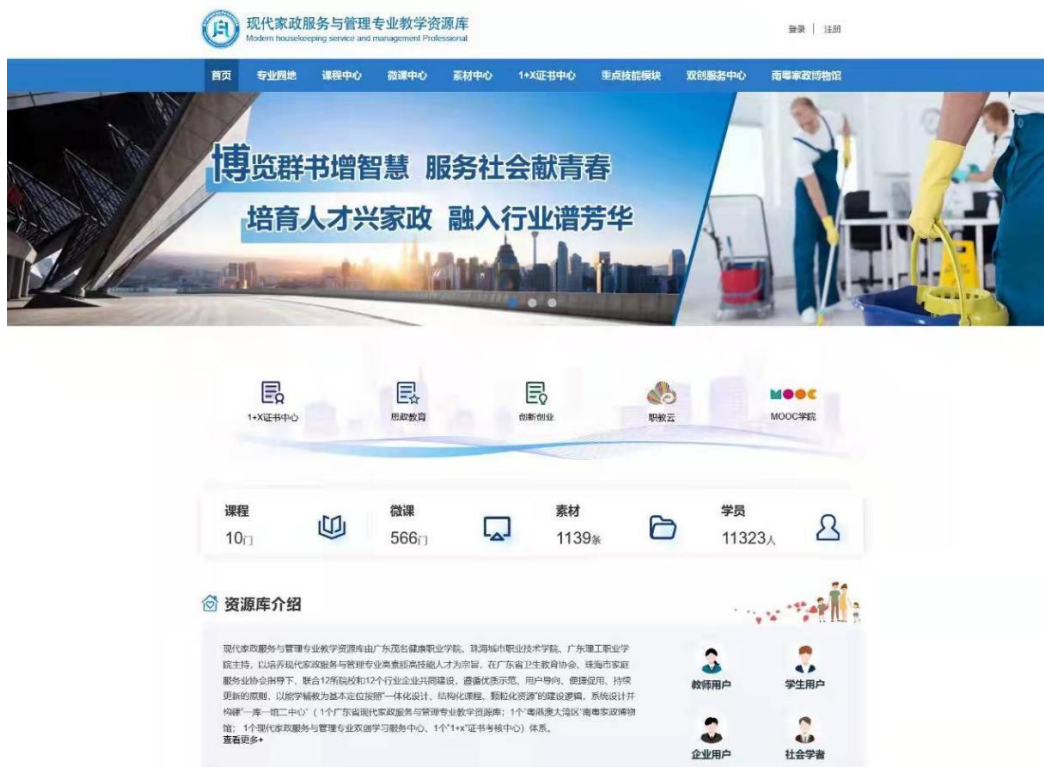 现代家政服务与管理专业教学资源库
Modern housekeeping service and management Professional
登录 | 注册
首页 专业园地 课程中心 微课中心 素材中心 1+X证书中心 重点技能模块 双创服务中心 南粤家政博物馆
博览群书增智慧 服务社会献青春
培育人才兴家政 融入行业谱芳华
1+X证书中心 思政教育 创新创业 职教云 MOOC学院
MOOC
课程 微课 素材 学员
10门 566门 1139条 11323人
资源库介绍
现代家政服务与管理专业教学资源库由广东茂名健康职业学院、珠海城市职业技术学院、广东理工职业学
院主持，以培养现代家政服务与管理专业高素质高技能人才为宗旨，在广东省卫生教育协会、珠海市家庭
服务业协会指导下，联合12所院校和12个行业企业共同建设，遵循优质示范、用户导向、便捷促用、持续
更新的原则，以能学辅教为基本定位按照“一体化设计、结构化课程、颗粒化资源”的建设逻辑，系统设计并
构建“一库一馆二中心”（1个广东省现代家政服务与管理专业教学资源库；1个“粤港澳大湾区”南粤家政博物
馆；1个现代家政服务与管理专业双创学习服务中心、1个“1+x”证书考核中心）体系。
查看更多+
教师用户 学生用户
企业用户 社会学者